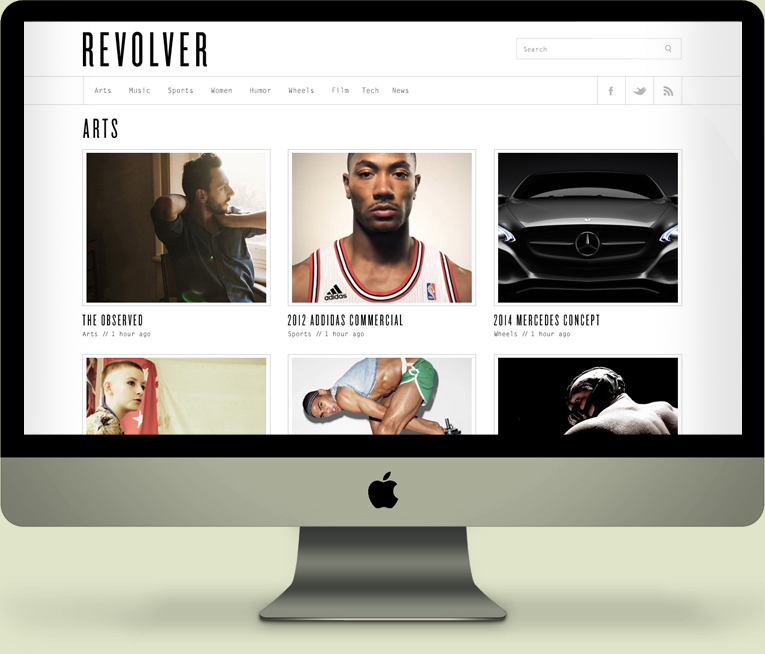 REVOLVER
Search
Arts Music Sports Women Humor Wheels Film Tech News
ARTS
adidas
THE OBSERVED
2012 ADDIDAS COMMERCIAL
2014 MERCEDES CONCEPT
Arts // 1 hour ago
Sports // 1 hour ago
Wheels // 1 hour ago